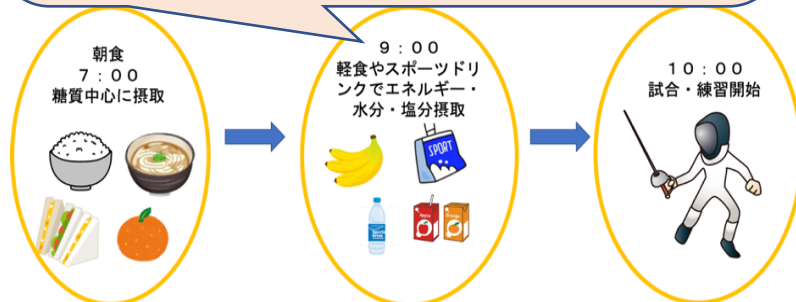 朝食
７：００
糖質中心に摂取
９：００
軽食やスポーツドリ
ンクでエネルギー・
水分・塩分摂取
SPORT
Apple
１０：００
試合・練習開始